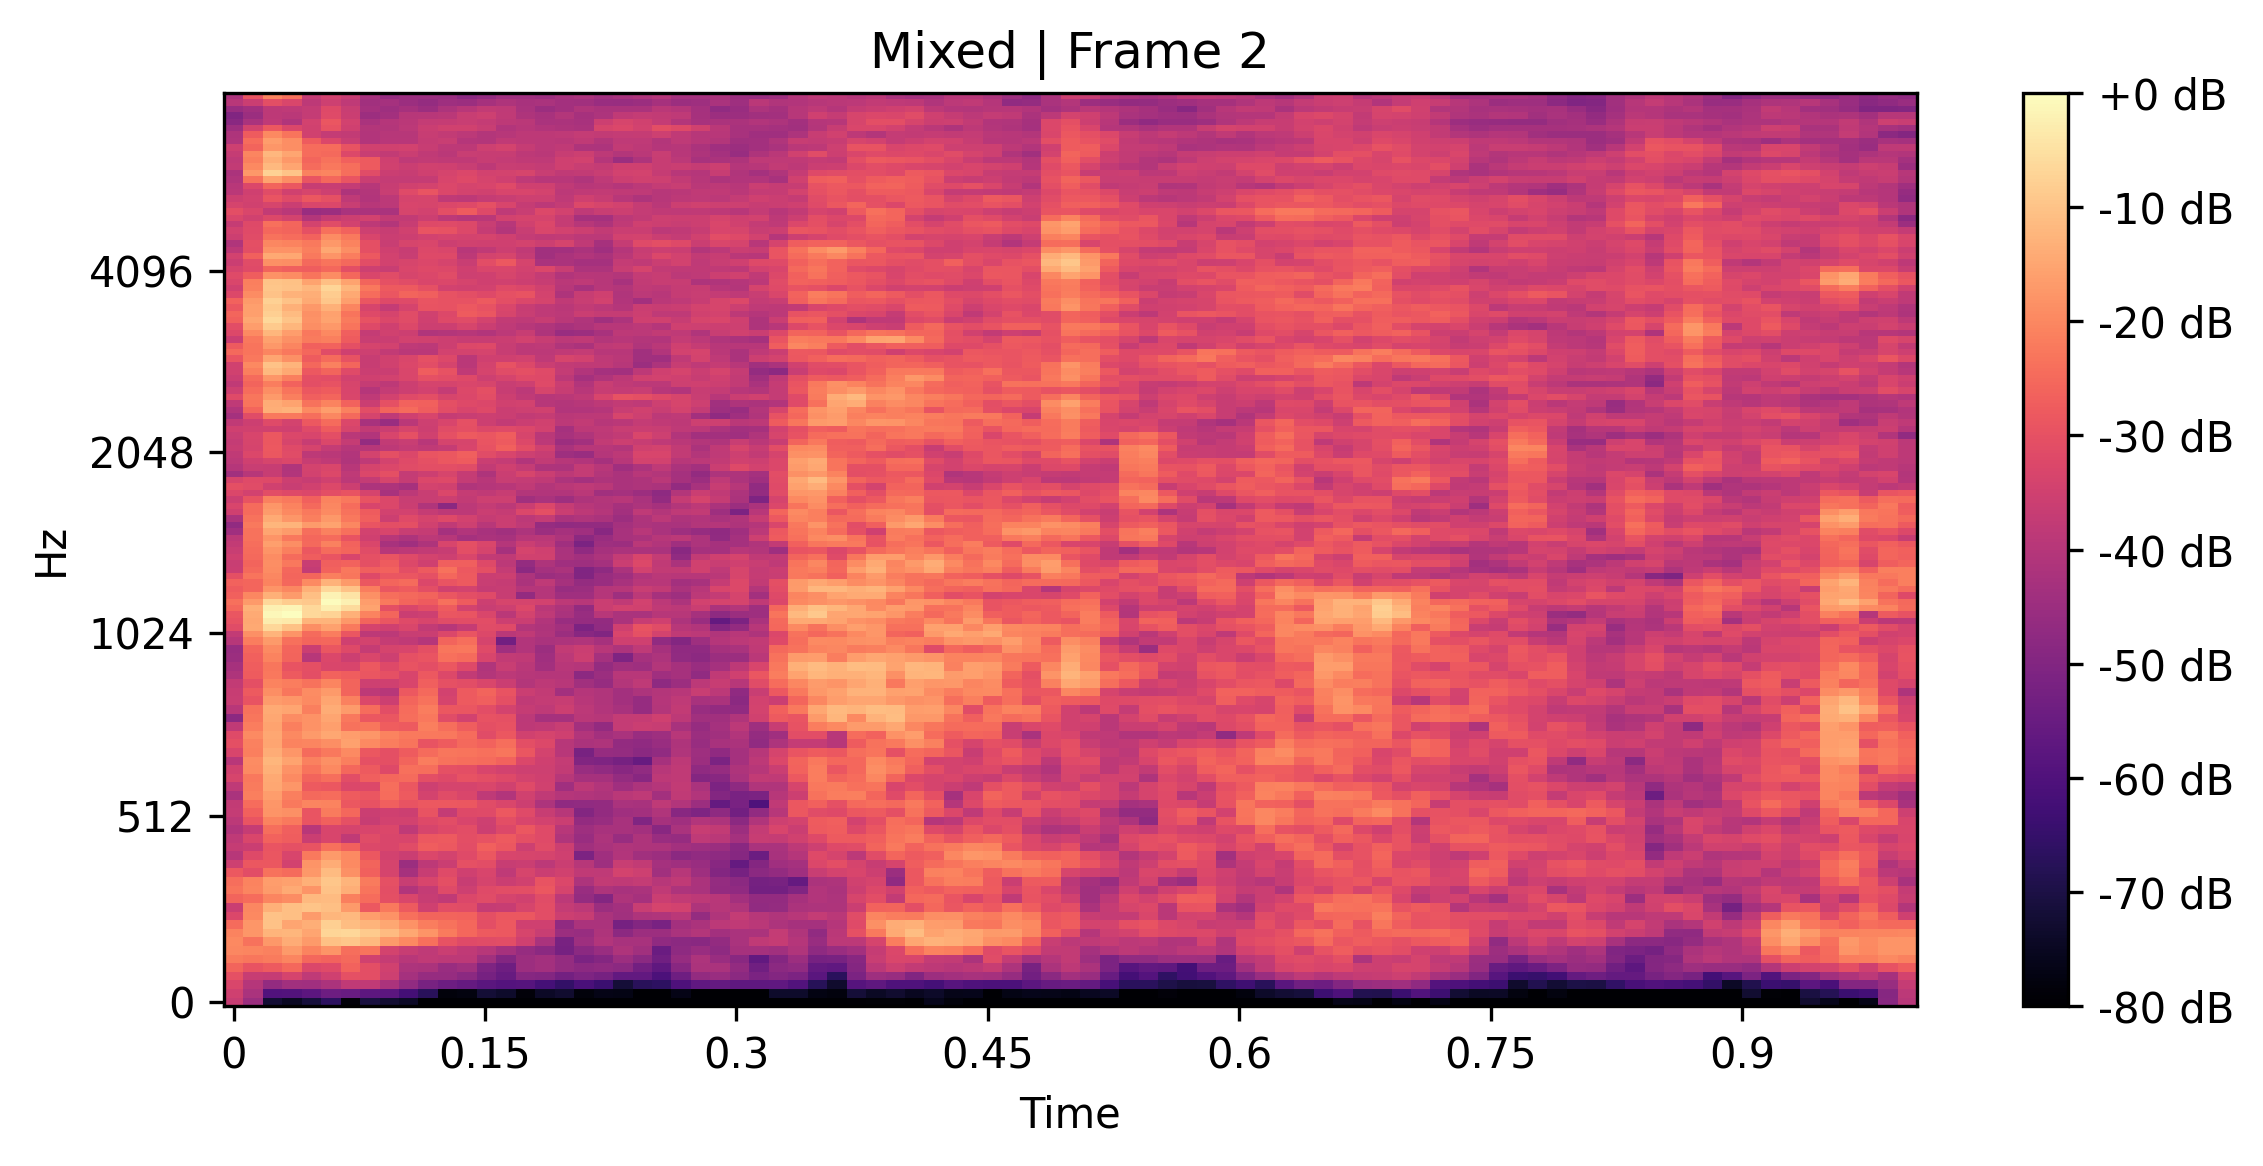 Mixed | Frame 2
Hz
4096
2048
1024
512
0
0 0.15 0.3 0.45 0.6 0.75 0.9
Time
+0 dB
-10 dB
-20 dB
-30 dB
-40 dB
-50 dB
-60 dB
-70 dB
-80 dB